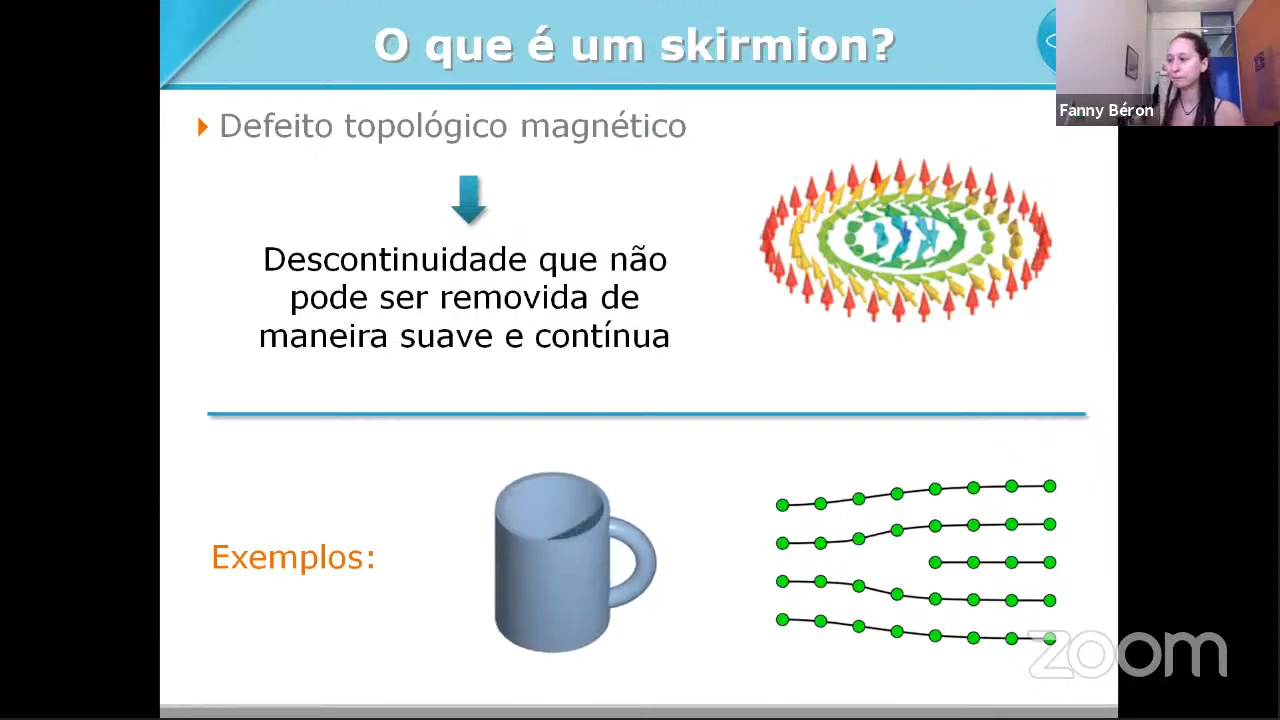 O que é um skirmion?
Fanny Béron
Defeito topológico magnético
Descontinuidade que não
pode ser removida de
maneira suave e contínua
Exemplos:
zoom